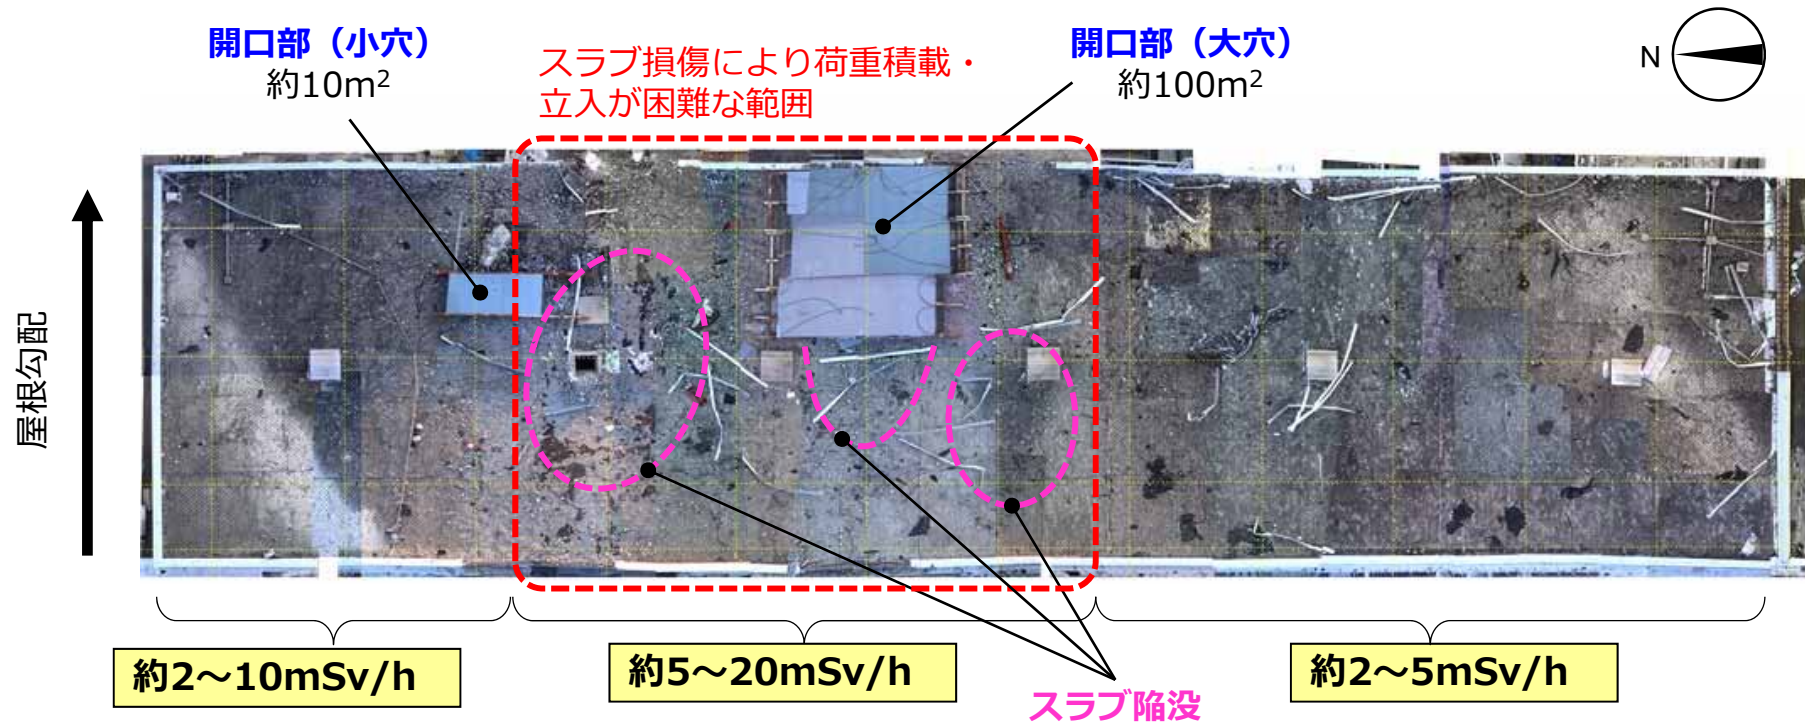 開口部（小穴）
約10m²
スラブ損傷により荷重積載・
立入が困難な範囲
開口部（大穴）
約100m²
N
屋根勾配
約2～10mSv/h
約5～20mSv/h
約2～5mSv/h
スラブ陥没